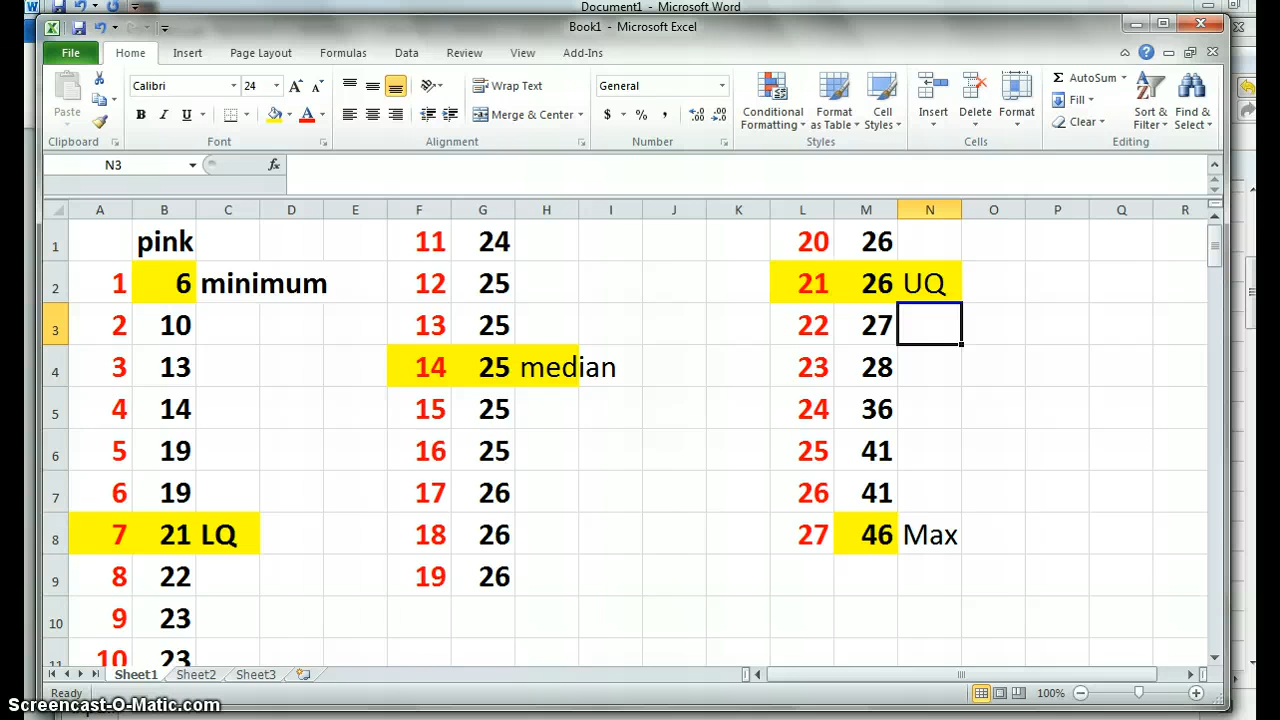 Document1 - Microsoft Word
Book1 - Microsoft Excel
File Home Insert Page Layout Formulas Data Review View Add-Ins
Calibri 24 Wrap Text General AutoSum
Paste Fill
B I U Merge & Center $ % , Conditional Formatting Format as Table Cell Styles Insert Delete Format Clear Sort & Filter Find & Select
Clipboard Font Alignment Number Styles Cells Editing
N3 fx
A B C D E F G H I J K L M N O P Q R
1 pink 11 24 20 26
2 1 6 minimum 12 25 21 26 UQ
3 2 10 13 25 22 27
4 3 13 14 25 median 23 28
5 4 14 15 25 24 36
6 5 19 16 25 25 41
7 6 19 17 26 26 41
8 7 21 LQ 18 26 27 46 Max
9 8 22 19 26
10 9 23
11 10 23
Sheet1 Sheet2 Sheet3
Ready 100%
Screencast-O-Matic.com